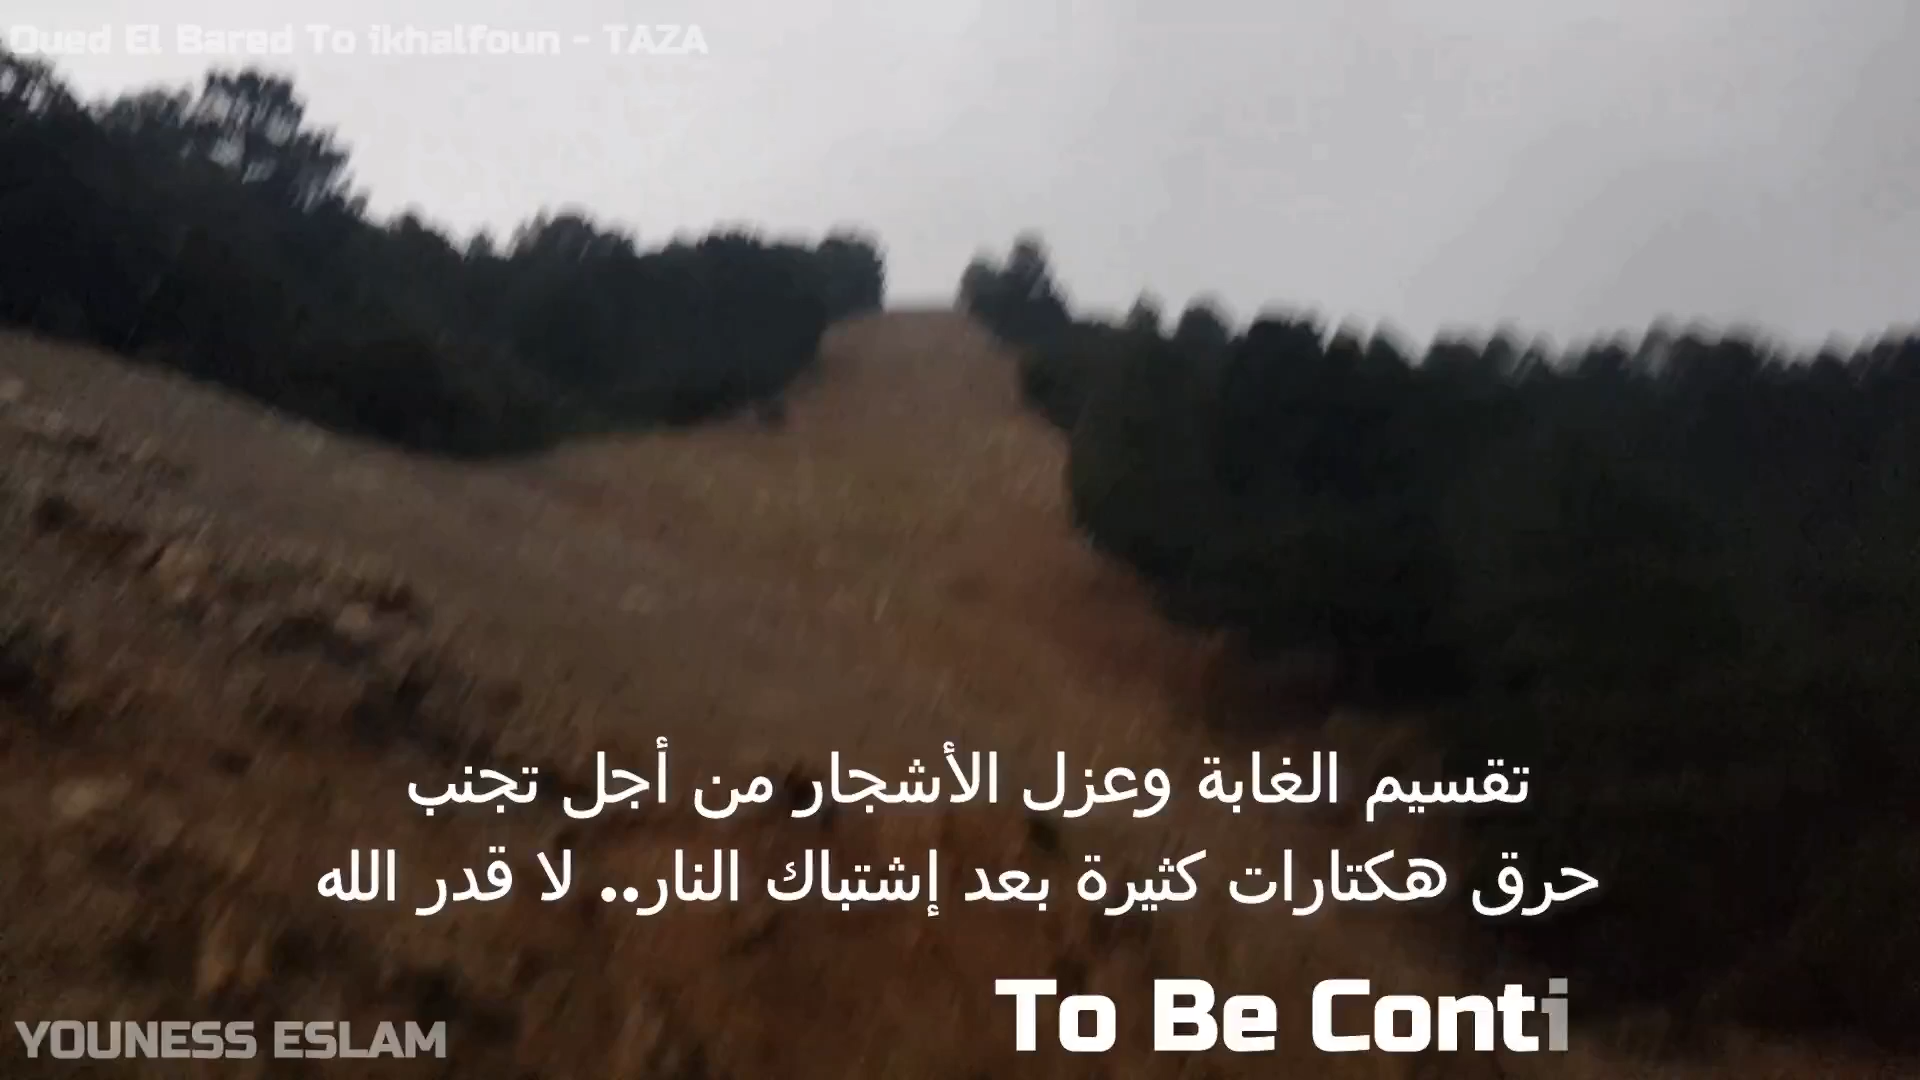 Oued El Bared To ikhalfoun - TAZA
تقسيم الغابة وعزل الأشجار من أجل تجنب
حرق هكتارات كثيرة بعد إشتباك النار.. لا قدر الله
To Be Conti
YOUNESS ESLAM